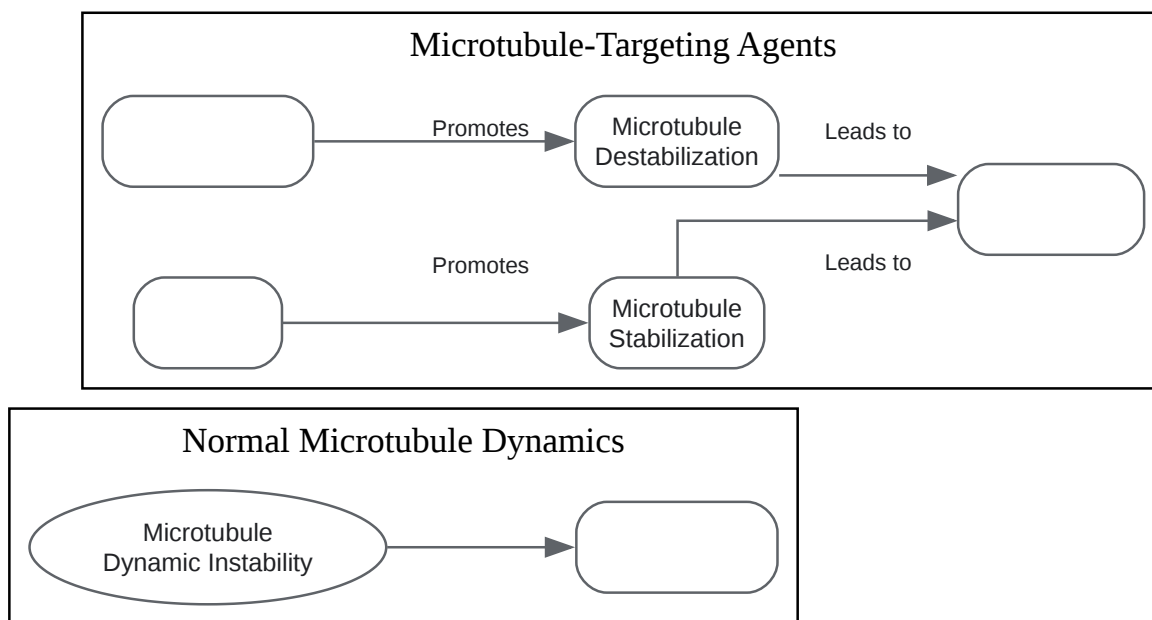 Microtubule-Targeting Agents
Promotes
Microtubule
Destabilization
Leads to
Promotes
Microtubule
Stabilization
Leads to
Normal Microtubule Dynamics
Microtubule
Dynamic Instability